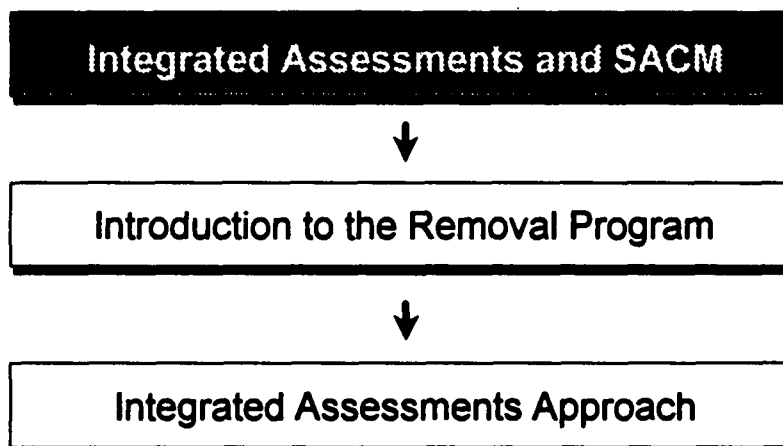 Integrated Assessments and SACM
Introduction to the Removal Program
Integrated Assessments Approach